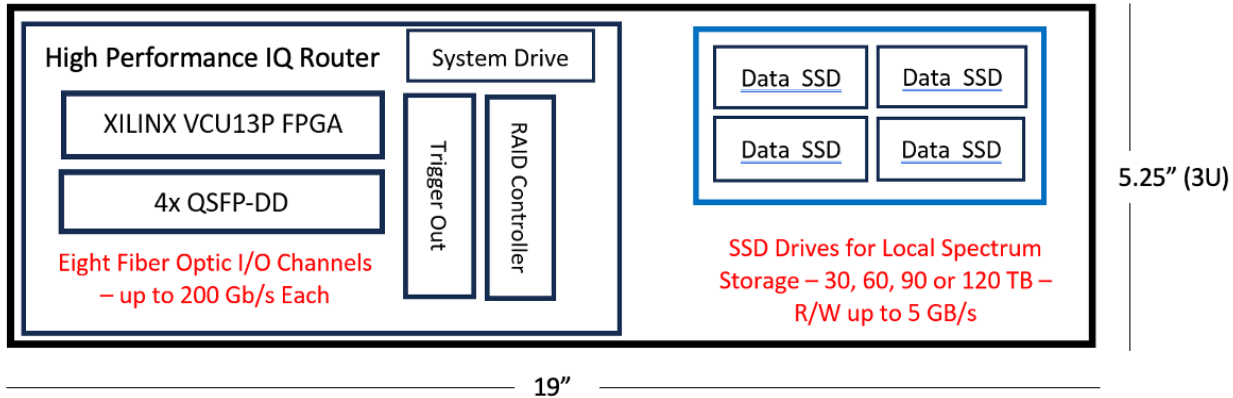 High Performance IQ Router
System Drive
XILINX VCU13P FPGA
4x QSFP-DD
Eight Fiber Optic I/O Channels
– up to 200 Gb/s Each
Trigger Out
RAID Controller
Data SSD
Data SSD
Data SSD
Data SSD
SSD Drives for Local Spectrum
Storage – 30, 60, 90 or 120 TB –
R/W up to 5 GB/s
5.25” (3U)
19”